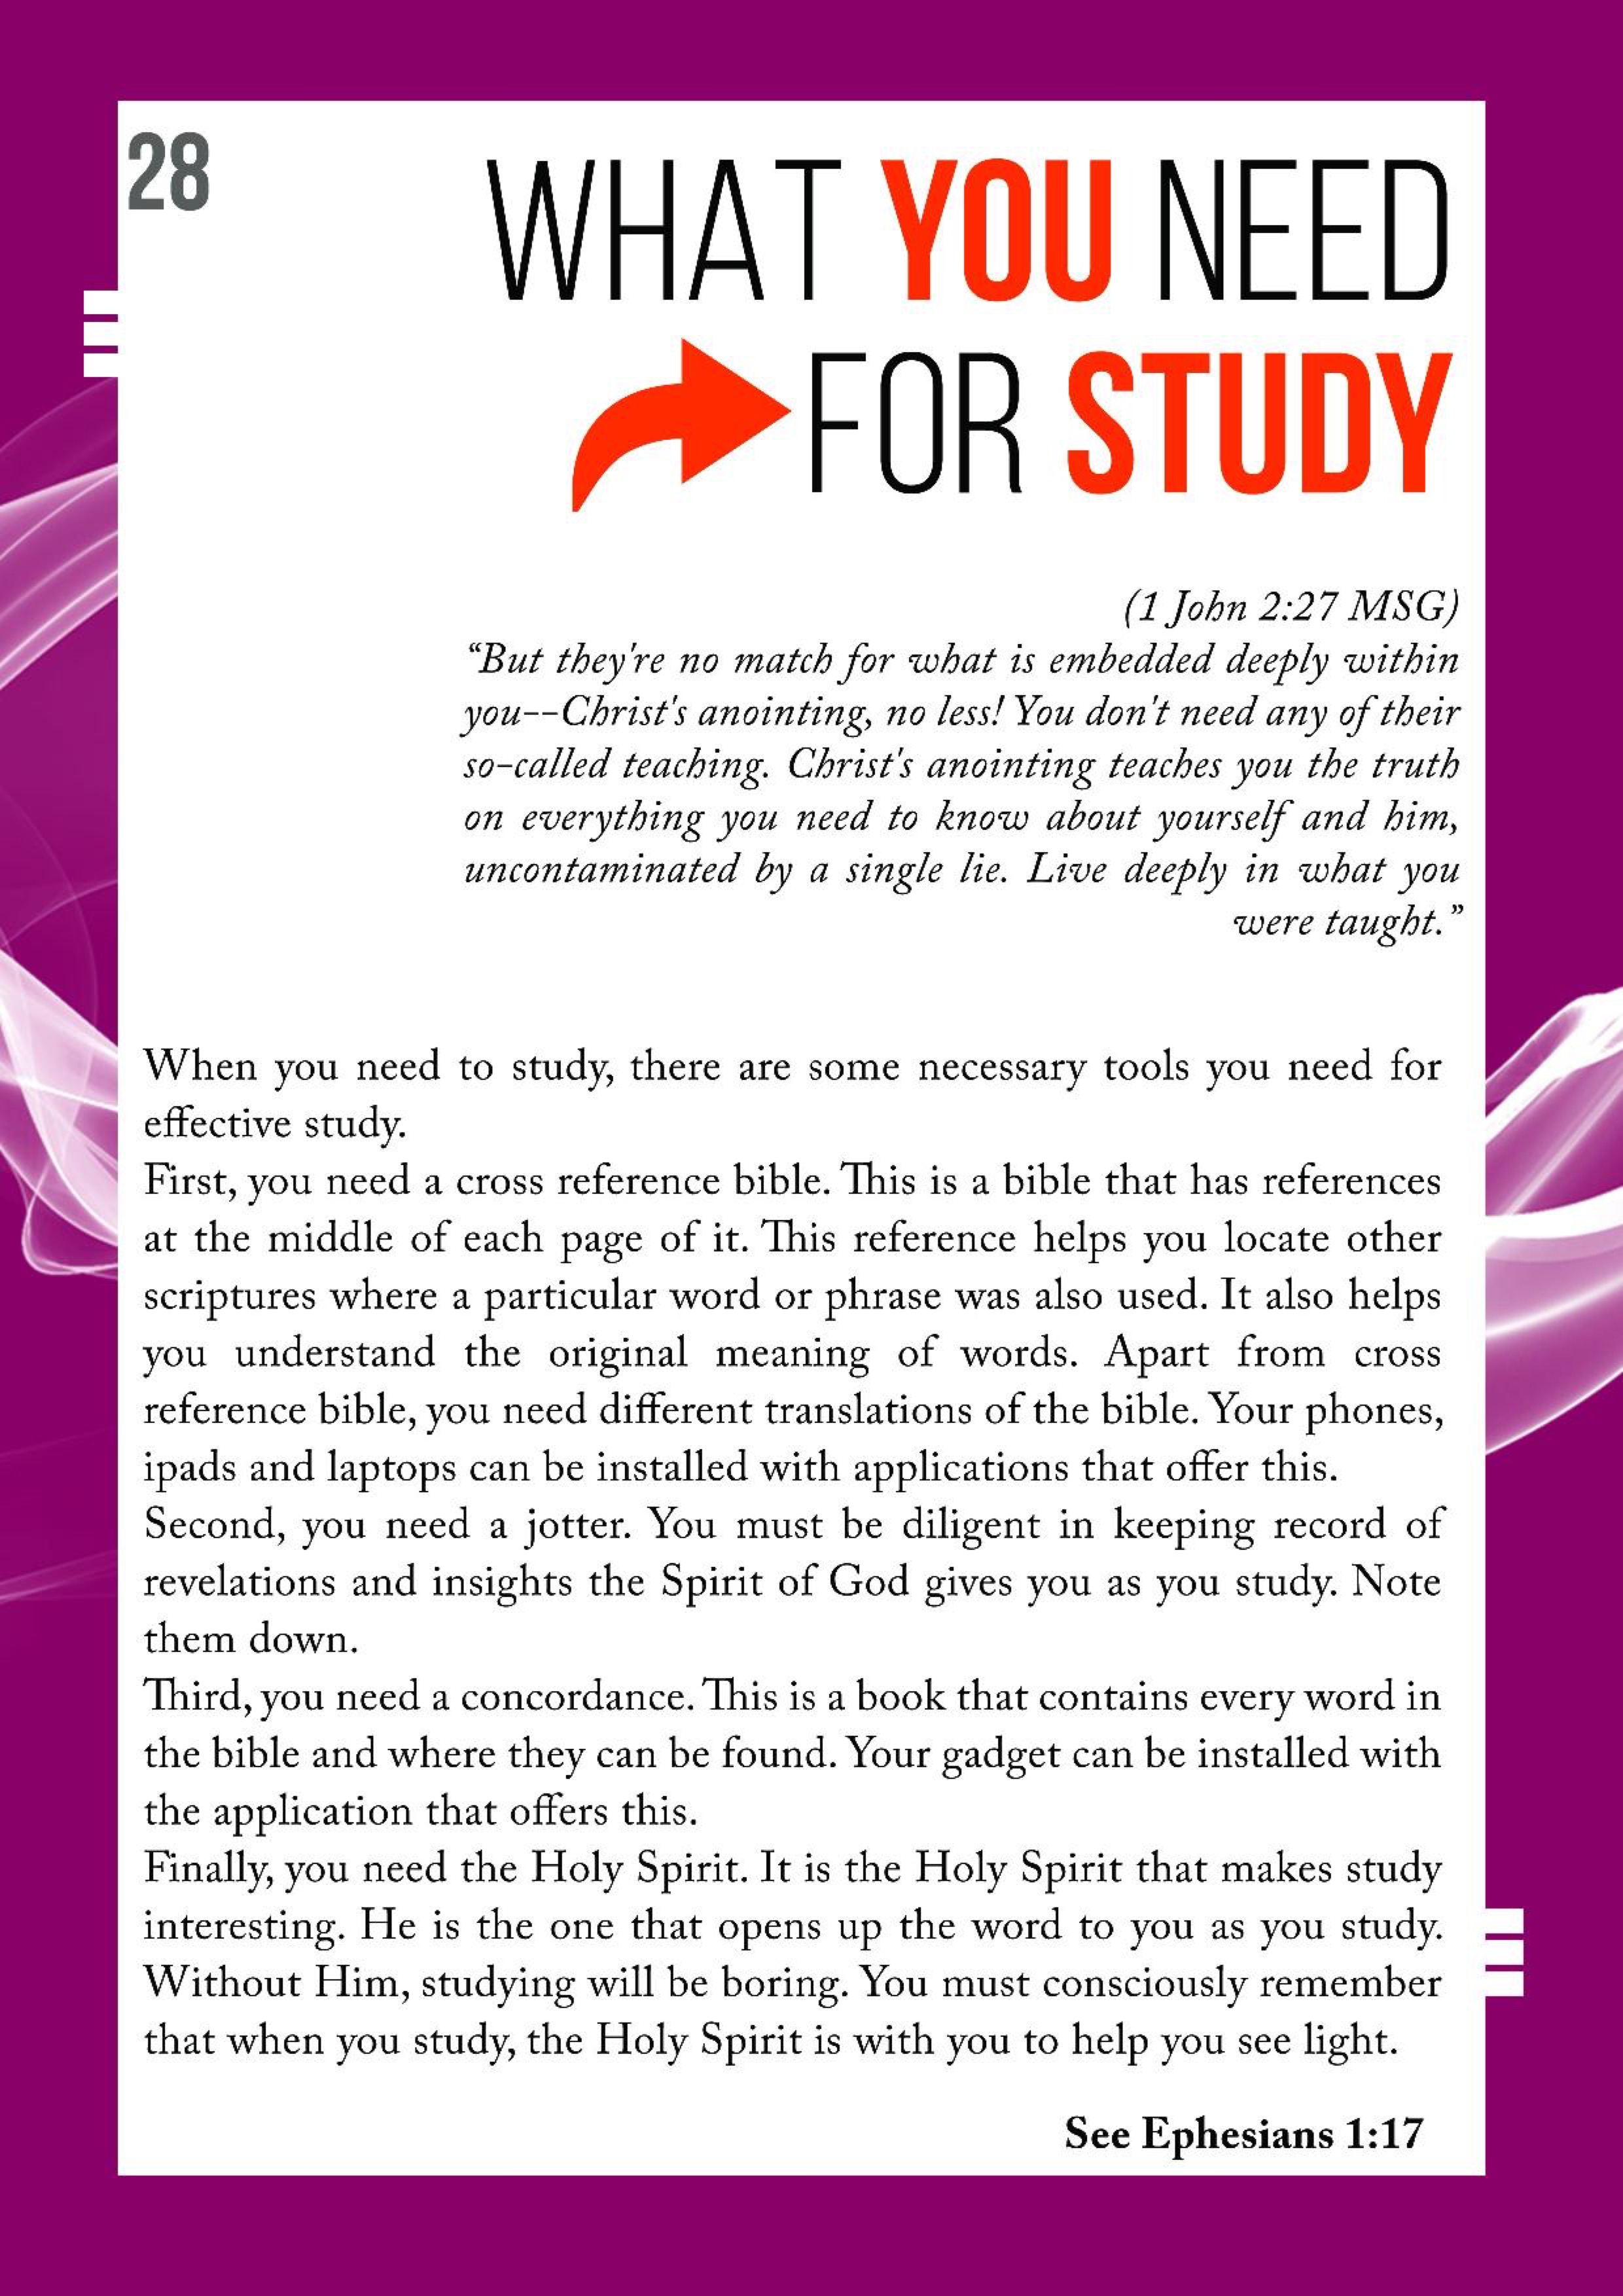 28
WHAT YOU NEED
FOR STUDY
(1 John 2:27 MSG)
“But they're no match for what is embedded deeply within
you--Christ's anointing, no less! You don't need any of their
so-called teaching. Christ's anointing teaches you the truth
on everything you need to know about yourself and him,
uncontaminated by a single lie. Live deeply in what you
were taught.”
When you need to study, there are some necessary tools you need for
effective study.
First, you need a cross reference bible. This is a bible that has references
at the middle of each page of it. This reference helps you locate other
scriptures where a particular word or phrase was also used. It also helps
you understand the original meaning of words. Apart from cross
reference bible, you need different translations of the bible. Your phones,
ipads and laptops can be installed with applications that offer this.
Second, you need a jotter. You must be diligent in keeping record of
revelations and insights the Spirit of God gives you as you study. Note
them down.
Third, you need a concordance. This is a book that contains every word in
the bible and where they can be found. Your gadget can be installed with
the application that offers this.
Finally, you need the Holy Spirit. It is the Holy Spirit that makes study
interesting. He is the one that opens up the word to you as you study.
Without Him, studying will be boring. You must consciously remember
that when you study, the Holy Spirit is with you to help you see light.
See Ephesians 1:17